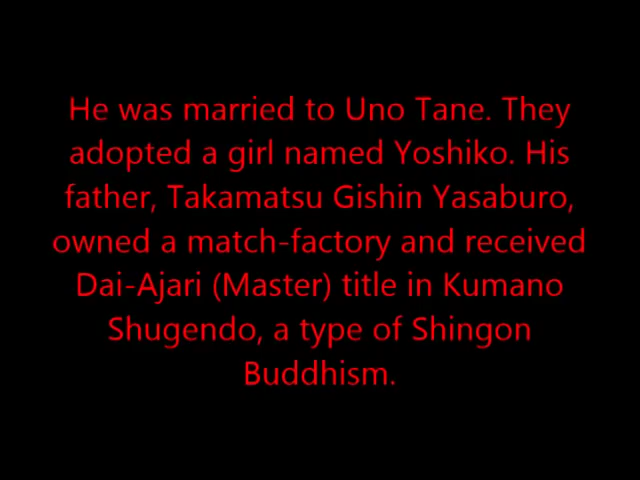 He was married to Uno Tane. They
adopted a girl named Yoshiko. His
father, Takamatsu Gishin Yasaburo,
owned a match-factory and received
Dai-Ajari (Master) title in Kumano
Shugendo, a type of Shingon
Buddhism.